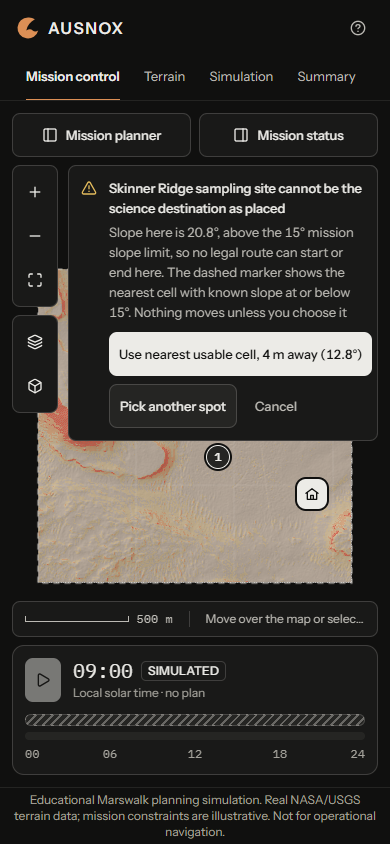 AUSNOX
Mission control Terrain Simulation Summary
Mission planner Mission status
Skinner Ridge sampling site cannot be the
science destination as placed
Slope here is 20.8°, above the 15° mission
slope limit, so no legal route can start or
end here. The dashed marker shows the
nearest cell with known slope at or below
15°. Nothing moves unless you choose it
Use nearest usable cell, 4 m away (12.8°)
Pick another spot Cancel
1
500 m Move over the map or selec...
09:00 SIMULATED
Local solar time · no plan
00 06 12 18 24
Educational Marswalk planning simulation. Real NASA/USGS
terrain data; mission constraints are illustrative. Not for operational
navigation.